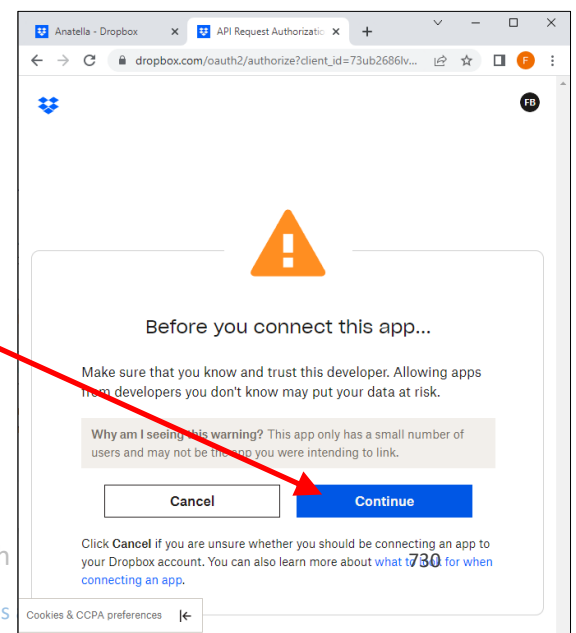 Anatella - Dropbox
API Request Authorizatio
dropbox.com/oauth2/authorize?client_id=73ub2686lv...
F
FB
Before you connect this app...
Make sure that you know and trust this developer. Allowing apps
from developers you don't know may put your data at risk.
Why am I seeing this warning? This app only has a small number of
users and may not be the app you were intending to link.
Cancel
Continue
Click Cancel if you are unsure whether you should be connecting an app to
your Dropbox account. You can also learn more about what to look for when
730
connecting an app.
n
s
Cookies & CCPA preferences